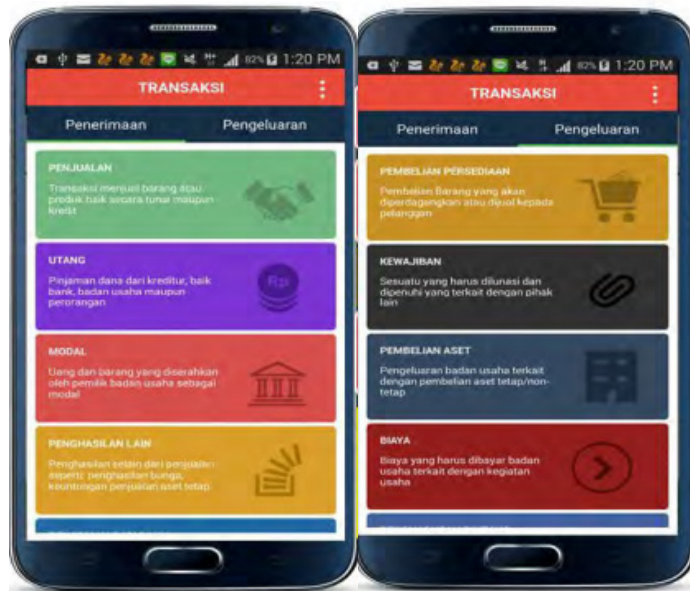 82% 1:20 PM
TRANSAKSI
Penerimaan Pengeluaran
PENJUALAN
Transaksi menjual barang atau
produk baik secara tunai maupun
kredit
UTANG
Pinjaman dana dari kreditur, baik
bank, badan usaha maupun
perorangan
Rp
MODAL
Uang dan barang yang diserahkan
oleh pemilik badan usaha sebagai
modal
PENGHASILAN LAIN
Penghasilan selain dari penjualan
seperti, penghasilan bunga,
keuntungan penjualan aset tetap
82% 1:20 PM
TRANSAKSI
Penerimaan Pengeluaran
PEMBELIAN PERSEDIAAN
Pembelian Barang yang akan
diperdagangkan atau dijual kepada
pelanggan
KEWAJIBAN
Sesuatu yang harus dilunasi dan
dipenuhi yang terkait dengan pihak
lain
PEMBELIAN ASET
Pengeluaran badan usaha terkait
dengan pembelian aset tetap/non-
tetap
BIAYA
Biaya yang harus dibayar badan
usaha terkait dengan kegiatan
usaha